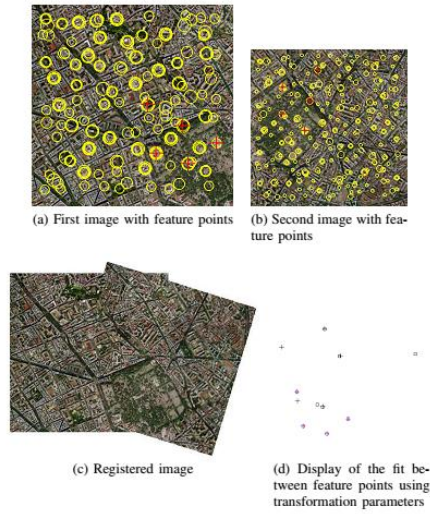 (a) First image with feature points
(b) Second image with fea-
ture points
(c) Registered image
(d) Display of the fit be-
tween feature points using
transformation parameters